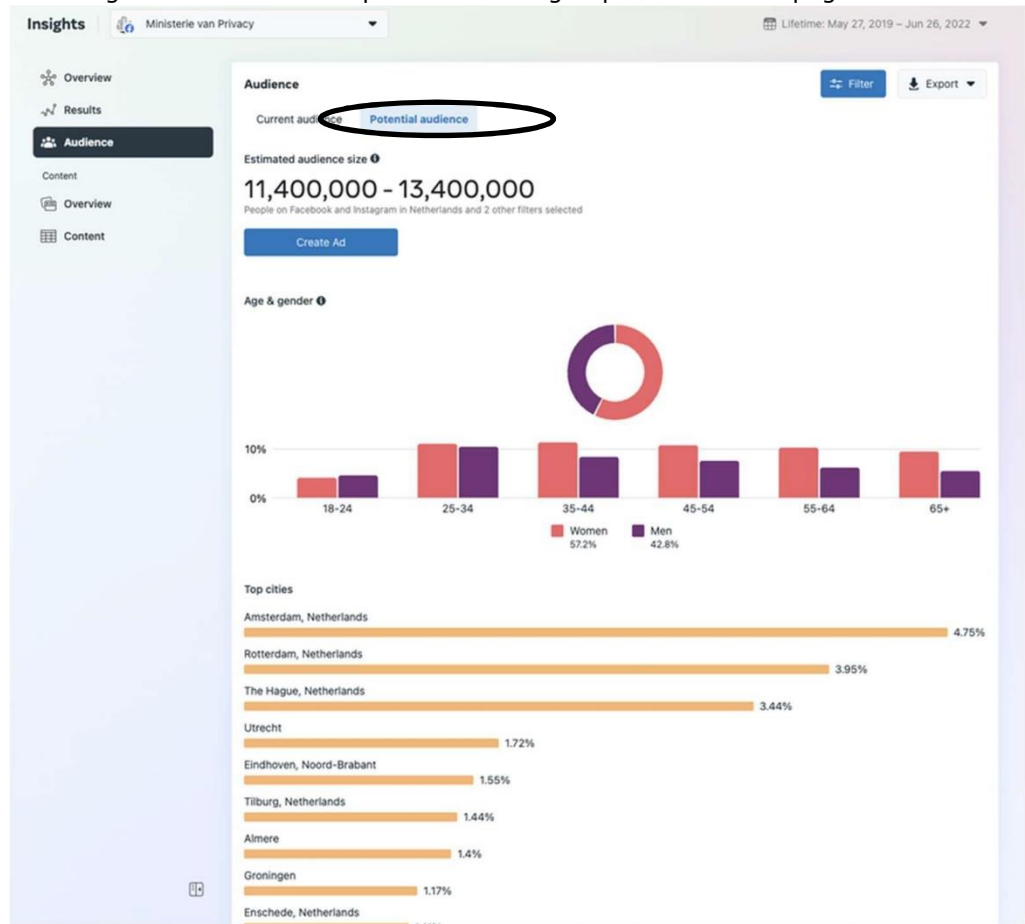 Insights Ministerie van Privacy Lifetime: May 27, 2019 – Jun 26, 2022
Overview
Results
Audience
Content
Overview
Content
Audience
Filter Export
Current audience Potential audience
Estimated audience size
11,400,000 – 13,400,000
People on Facebook and Instagram in Netherlands and 2 other filters selected
Create Ad
Age & gender
10%
0%
18-24 25-34 35-44 45-54 55-64 65+
Women Men
57.2% 42.8%
Top cities
Amsterdam, Netherlands
4.75%
Rotterdam, Netherlands
3.95%
The Hague, Netherlands
3.44%
Utrecht
1.72%
Eindhoven, Noord-Brabant
1.55%
Tilburg, Netherlands
1.44%
Almere
1.4%
Groningen
1.17%
Enschede, Netherlands